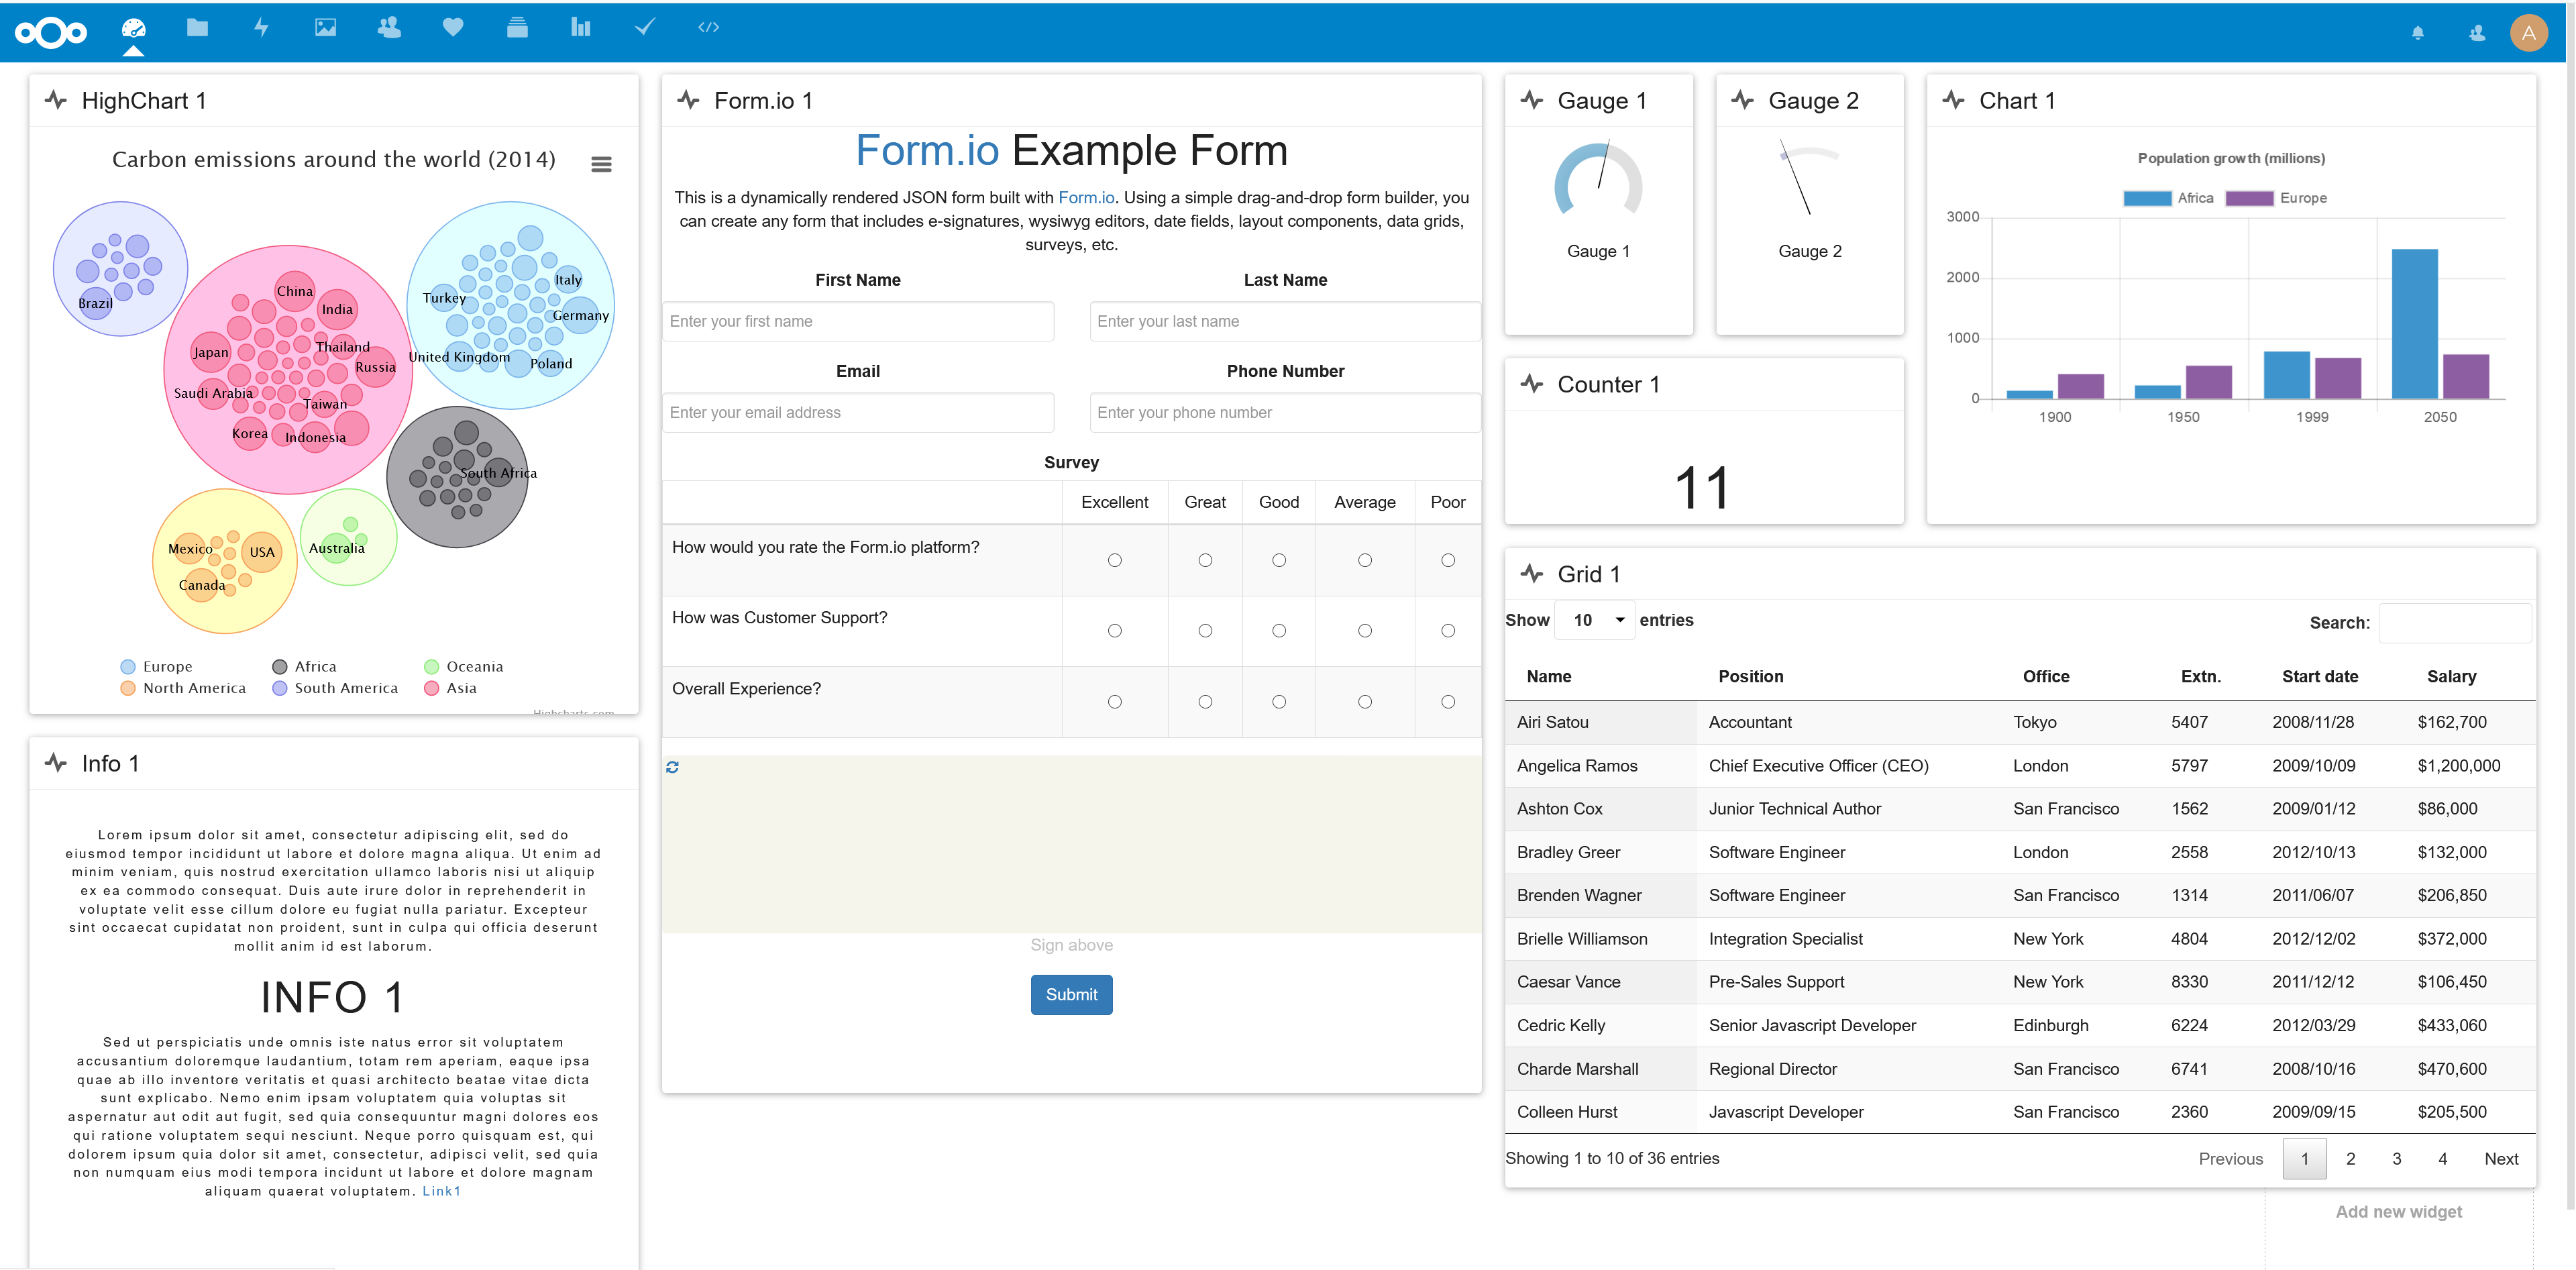 A
HighChart 1
Carbon emissions around the world (2014)
Brazil
China
India
Japan
Thailand
Russia
Saudi Arabia
Taiwan
Korea
Indonesia
Italy
Turkey
Germany
United Kingdom
Poland
South Africa
Mexico
USA
Canada
Australia
Europe
Africa
Oceania
North America
South America
Asia
Highcharts.com
Info 1
Lorem ipsum dolor sit amet, consectetur adipiscing elit, sed do
eiusmod tempor incididunt ut labore et dolore magna aliqua. Ut enim ad
minim veniam, quis nostrud exercitation ullamco laboris nisi ut aliquip
ex ea commodo consequat. Duis aute irure dolor in reprehenderit in
voluptate velit esse cillum dolore eu fugiat nulla pariatur. Excepteur
sint occaecat cupidatat non proident, sunt in culpa qui officia deserunt
mollit anim id est laborum.
INFO 1
Sed ut perspiciatis unde omnis iste natus error sit voluptatem
accusantium doloremque laudantium, totam rem aperiam, eaque ipsa
quae ab illo inventore veritatis et quasi architecto beatae vitae dicta
sunt explicabo. Nemo enim ipsam voluptatem quia voluptas sit
aspernatur aut odit aut fugit, sed quia consequuntur magni dolores eos
qui ratione voluptatem sequi nesciunt. Neque porro quisquam est, qui
dolorem ipsum quia dolor sit amet, consectetur, adipisci velit, sed quia
non numquam eius modi tempora incidunt ut labore et dolore magnam
aliquam quaerat voluptatem. Link1
Form.io 1
Form.io Example Form
This is a dynamically rendered JSON form built with Form.io. Using a simple drag-and-drop form builder, you
can create any form that includes e-signatures, wysiwyg editors, date fields, layout components, data grids,
surveys, etc.
First Name Last Name
Enter your first name Enter your last name
Email Phone Number
Enter your email address Enter your phone number
Survey
Excellent Great Good Average Poor
How would you rate the Form.io platform?
How was Customer Support?
Overall Experience?
Sign above
Submit
Gauge 1
Gauge 1
Gauge 2
Gauge 2
Counter 1
11
Chart 1
Population growth (millions)
Africa Europe
3000
2000
1000
0
1900 1950 1999 2050
Grid 1
Show 10 entries Search:
Name Position Office Extn. Start date Salary
Airi Satou Accountant Tokyo 5407 2008/11/28 $162,700
Angelica Ramos Chief Executive Officer (CEO) London 5797 2009/10/09 $1,200,000
Ashton Cox Junior Technical Author San Francisco 1562 2009/01/12 $86,000
Bradley Greer Software Engineer London 2558 2012/10/13 $132,000
Brenden Wagner Software Engineer San Francisco 1314 2011/06/07 $206,850
Brielle Williamson Integration Specialist New York 4804 2012/12/02 $372,000
Caesar Vance Pre-Sales Support New York 8330 2011/12/12 $106,450
Cedric Kelly Senior Javascript Developer Edinburgh 6224 2012/03/29 $433,060
Charde Marshall Regional Director San Francisco 6741 2008/10/16 $470,600
Colleen Hurst Javascript Developer San Francisco 2360 2009/09/15 $205,500
Showing 1 to 10 of 36 entries Previous 1 2 3 4 Next
Add new widget